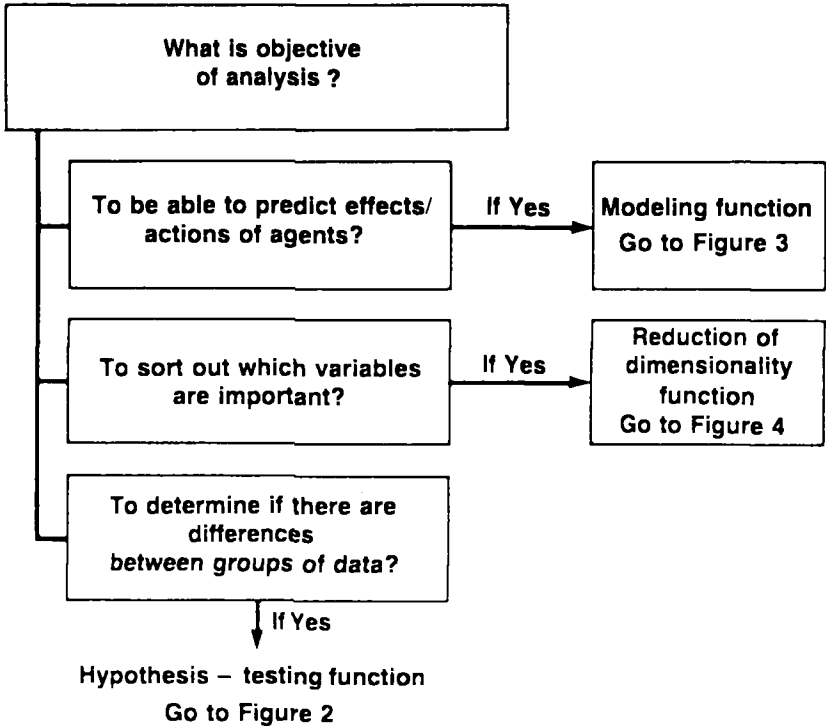 What is objective
of analysis ?
To be able to predict effects/
actions of agents?
If Yes
Modeling function
Go to Figure 3
To sort out which variables
are important?
If Yes
Reduction of
dimensionality
function
Go to Figure 4
To determine if there are
differences
between groups of data?
If Yes
Hypothesis – testing function
Go to Figure 2